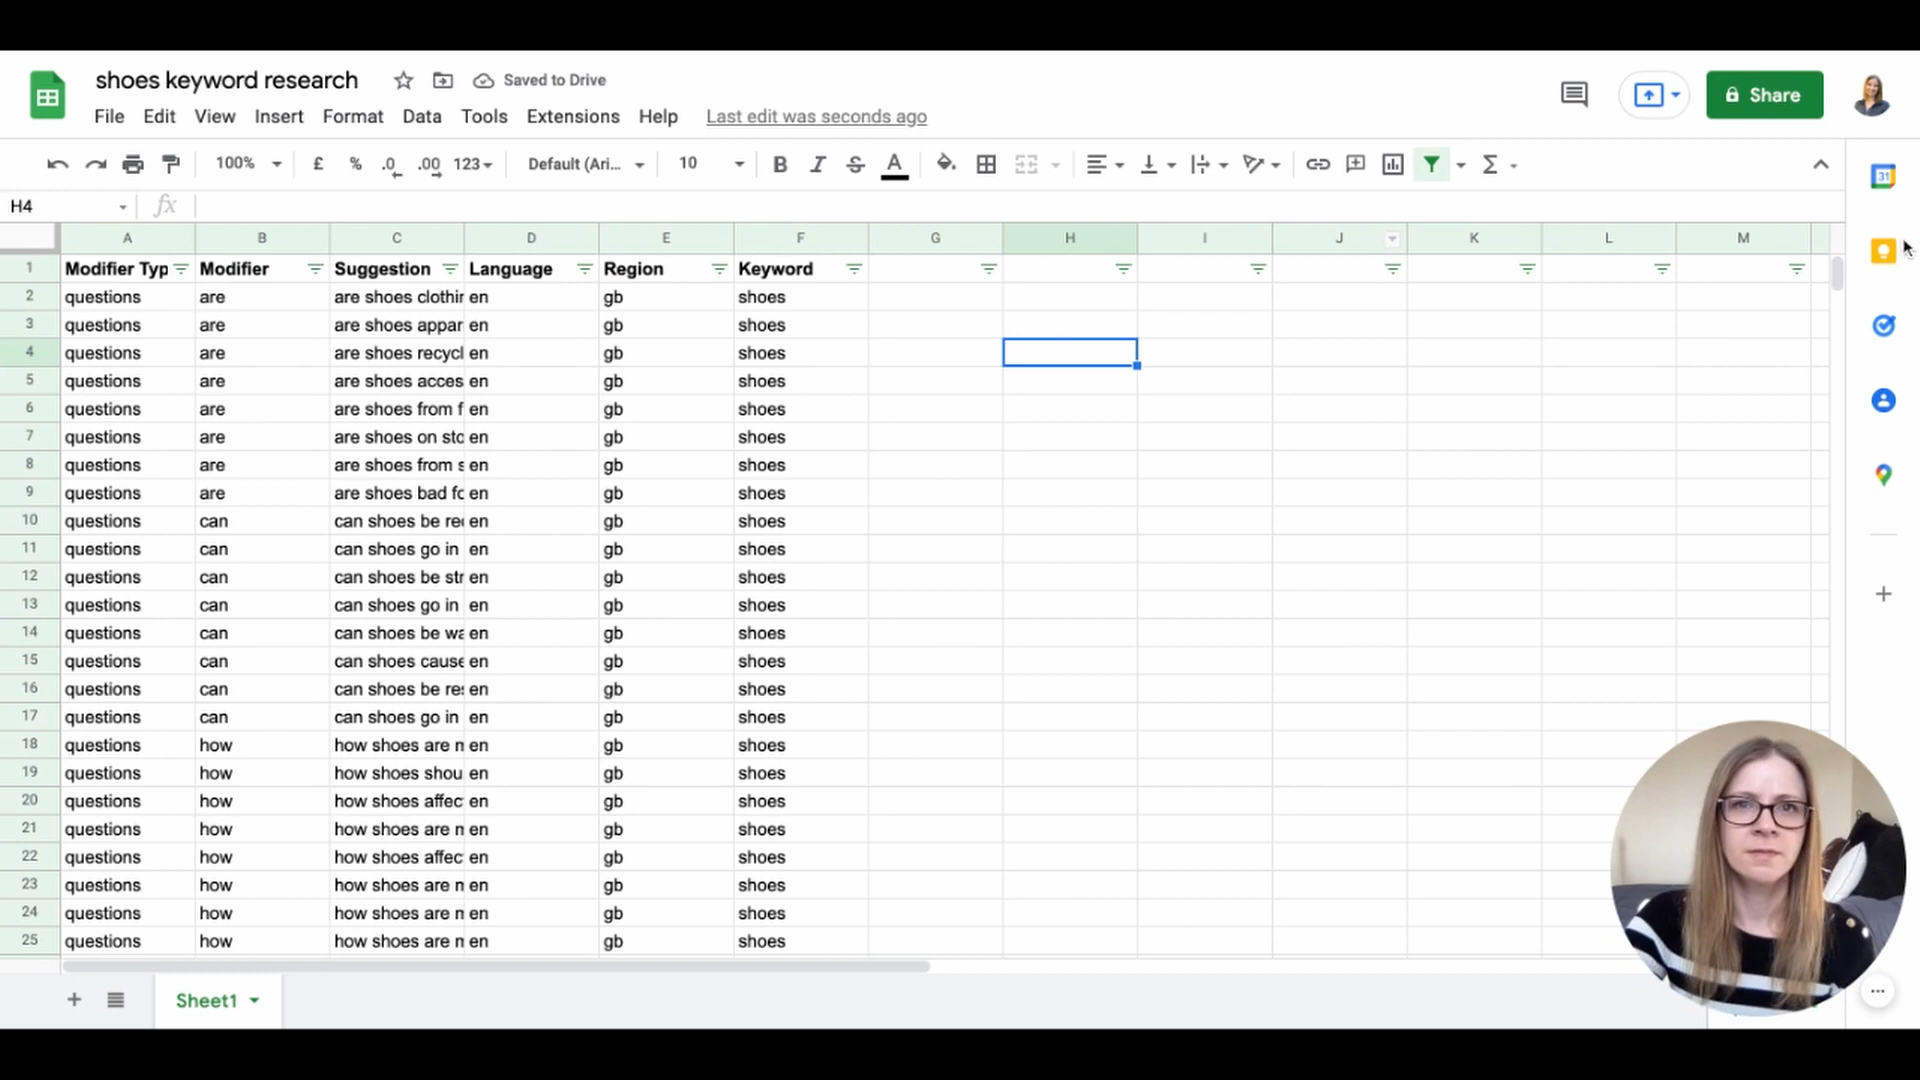 shoes keyword research Saved to Drive
File Edit View Insert Format Data Tools Extensions Help Last edit was seconds ago
Share
100% £ % .0 .00 123 Default (Ari... 10 B I S A Σ
31
H4 fx
A B C D E F G H I J K L M
1 Modifier Typ Modifier Suggestion Language Region Keyword
2 questions are are shoes clothin en gb shoes
3 questions are are shoes appar en gb shoes
4 questions are are shoes recycl en gb shoes
5 questions are are shoes acces en gb shoes
6 questions are are shoes from f en gb shoes
7 questions are are shoes on sto en gb shoes
8 questions are are shoes from s en gb shoes
9 questions are are shoes bad fo en gb shoes
10 questions can can shoes be re en gb shoes
11 questions can can shoes go in en gb shoes
12 questions can can shoes be str en gb shoes
13 questions can can shoes go in en gb shoes
14 questions can can shoes be wa en gb shoes
15 questions can can shoes cause en gb shoes
16 questions can can shoes be res en gb shoes
17 questions can can shoes go in en gb shoes
18 questions how how shoes are m en gb shoes
19 questions how how shoes shou en gb shoes
20 questions how how shoes affec en gb shoes
21 questions how how shoes are m en gb shoes
22 questions how how shoes affec en gb shoes
23 questions how how shoes are m en gb shoes
24 questions how how shoes are m en gb shoes
25 questions how how shoes are m en gb shoes
Sheet1